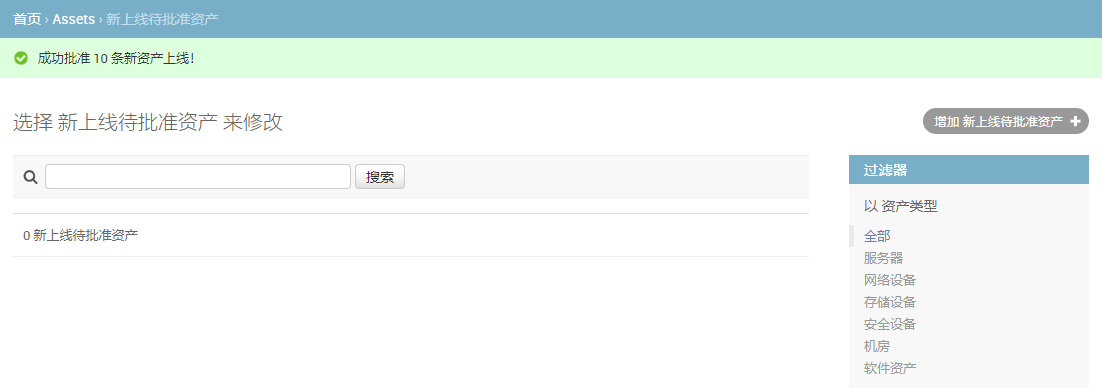 首页 › Assets › 新上线待批准资产
成功批准 10 条新资产上线!
选择 新上线待批准资产 来修改
增加 新上线待批准资产 +
搜索
0 新上线待批准资产
过滤器
以 资产类型
全部
服务器
网络设备
存储设备
安全设备
机房
软件资产